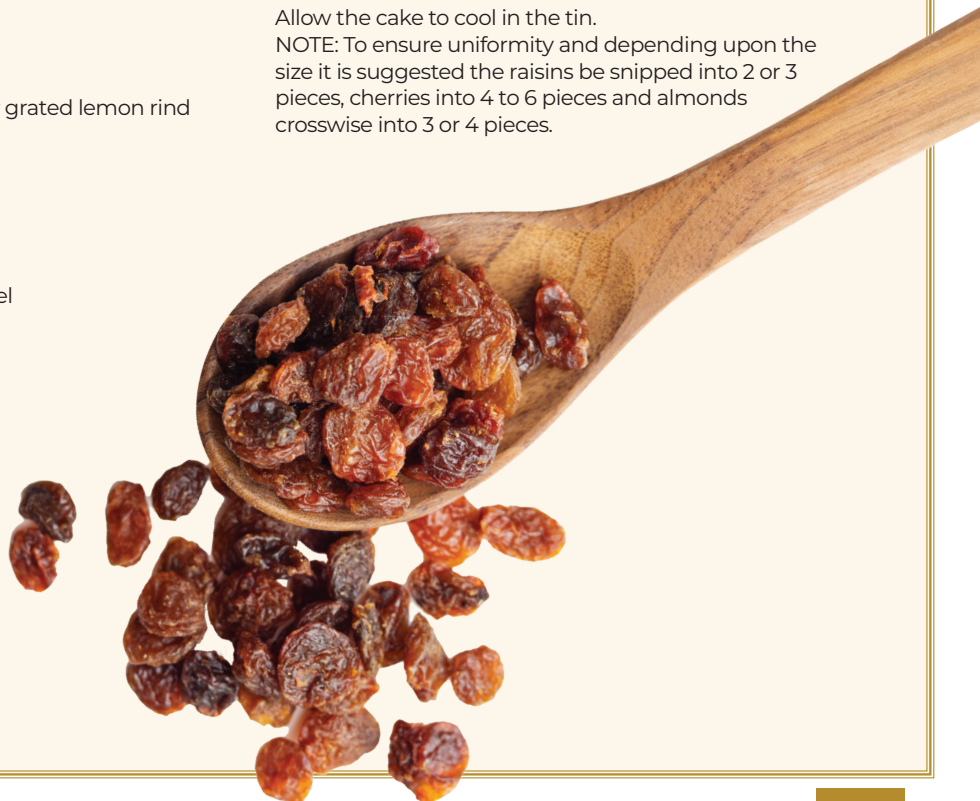 grated lemon rind
el
Allow the cake to cool in the tin.
NOTE: To ensure uniformity and depending upon the
size it is suggested the raisins be snipped into 2 or 3
pieces, cherries into 4 to 6 pieces and almonds
crosswise into 3 or 4 pieces.